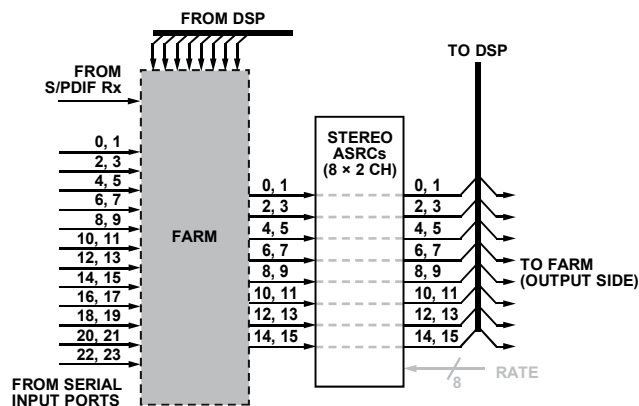 FROM DSP
TO DSP
FROM
S/PDIF Rx
0, 1
2, 3
4, 5
6, 7
8, 9
10, 11
12, 13
14, 15
16, 17
18, 19
20, 21
22, 23
FROM SERIAL
INPUT PORTS
FARM
0, 1
2, 3
4, 5
6, 7
8, 9
10, 11
12, 13
14, 15
STEREO
ASRCs
(8 × 2 CH)
0, 1
2, 3
4, 5
6, 7
8, 9
10, 11
12, 13
14, 15
TO FARM
(OUTPUT SIDE)
8
RATE